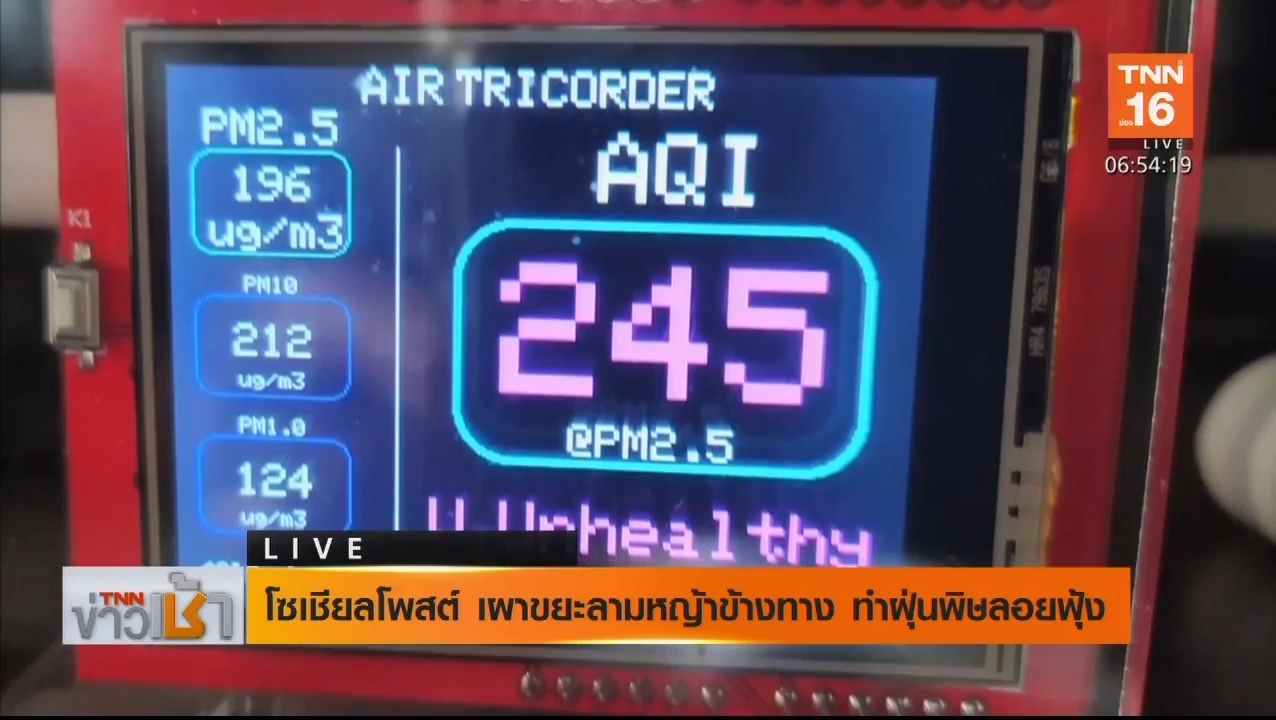 AIR TRICORDER
PM2.5
196
ug/m3
PM10
212
ug/m3
PM1.0
124
ug/m3
AQI
245
@PM2.5
V.Unhealthy
K1
TNN
ช่อง 16
LIVE
06:54:19
LIVE
TNN
ข่าวเช้า
โซเชียลโพสต์ เผาขยะลามหญ้าข้างทาง ทำฝุ่นพิษลอยฟุ้ง